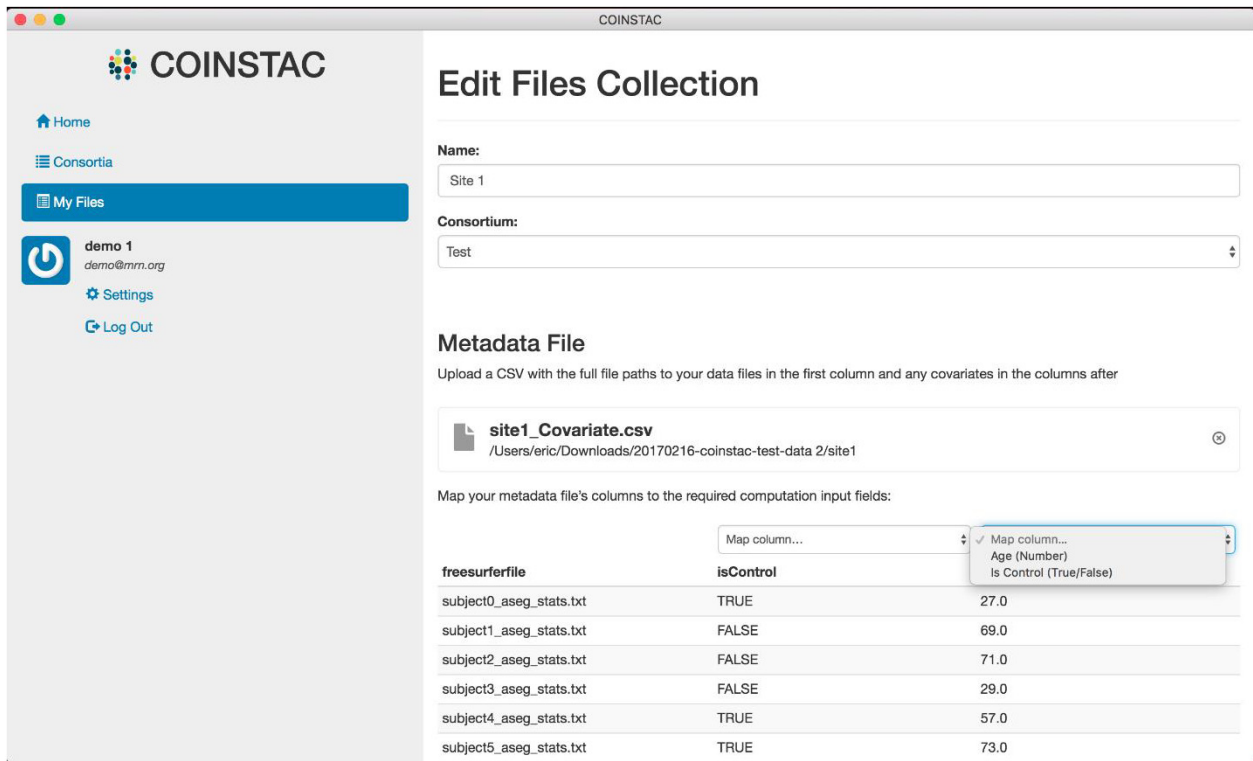 COINSTAC
COINSTAC
Home
Consortia
My Files
demo 1
demo@mrn.org
Settings
Log Out
Edit Files Collection
Name:
Site 1
Consortium:
Test
Metadata File
Upload a CSV with the full file paths to your data files in the first column and any covariates in the columns after
site1_Covariate.csv
/Users/eric/Downloads/20170216-coinstac-test-data 2/site1
Map your metadata file's columns to the required computation input fields:
Map column... ✓ Map column...
Age (Number)
Is Control (True/False)
freesurferfile isControl
subject0_aseg_stats.txt TRUE 27.0
subject1_aseg_stats.txt FALSE 69.0
subject2_aseg_stats.txt FALSE 71.0
subject3_aseg_stats.txt FALSE 29.0
subject4_aseg_stats.txt TRUE 57.0
subject5_aseg_stats.txt TRUE 73.0